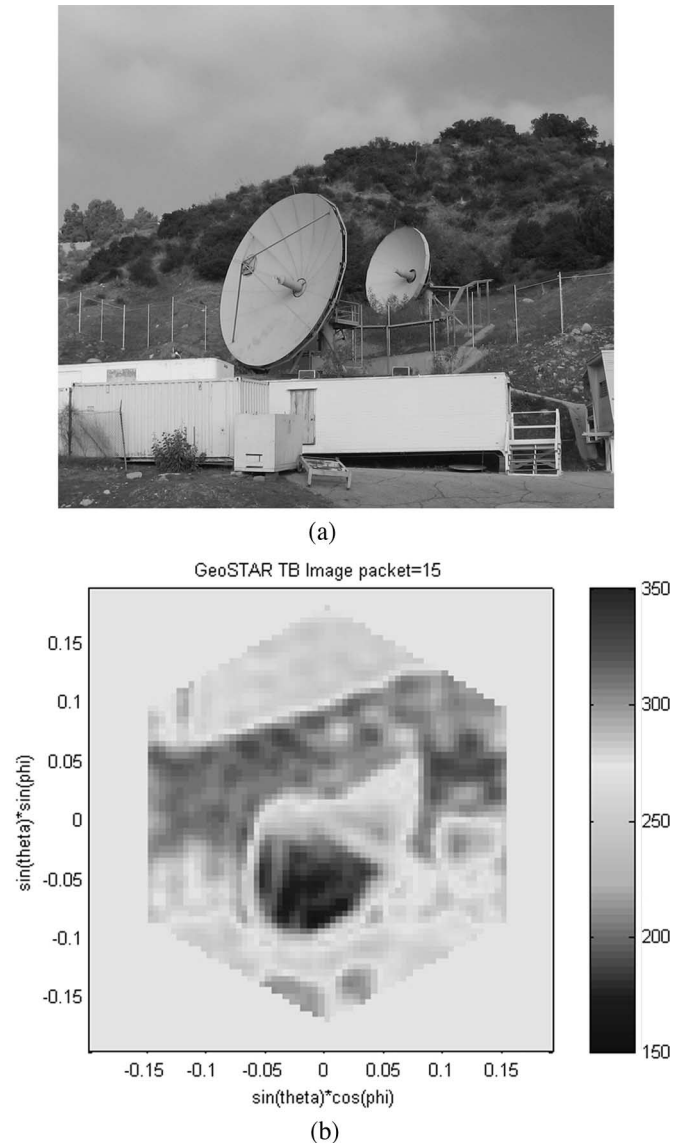 (a)
GeoSTAR TB Image packet=15
350
300
250
200
150
0.15
0.1
0.05
0
-0.05
-0.1
-0.15
sin(theta)*sin(phi)
-0.15 -0.1 -0.05 0 0.05 0.1 0.15
sin(theta)*cos(phi)
(b)